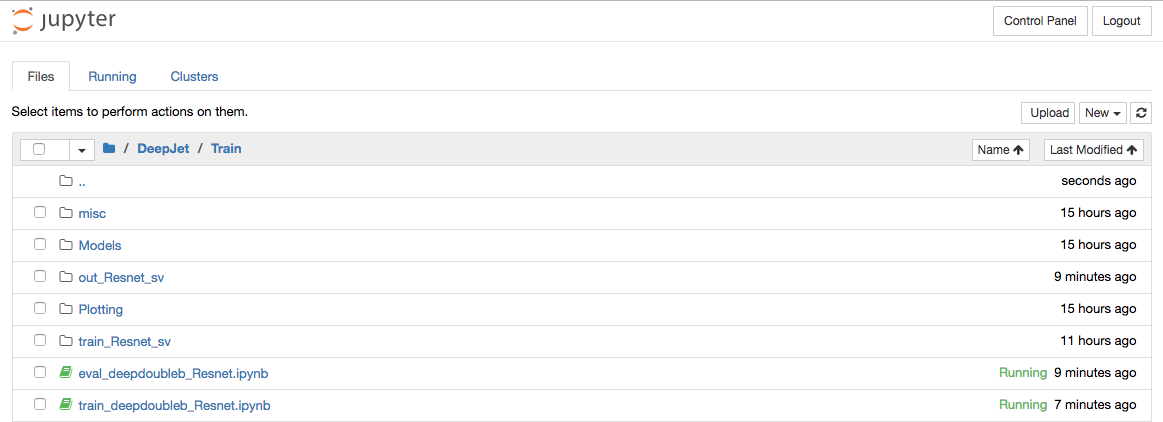 jupyter Control Panel Logout
Files Running Clusters
Select items to perform actions on them. Upload New
/ DeepJet / Train Name Last Modified
.. seconds ago
misc 15 hours ago
Models 15 hours ago
out_Resnet_sv 9 minutes ago
Plotting 15 hours ago
train_Resnet_sv 11 hours ago
eval_deepdoubleb_Resnet.ipynb Running 9 minutes ago
train_deepdoubleb_Resnet.ipynb Running 7 minutes ago